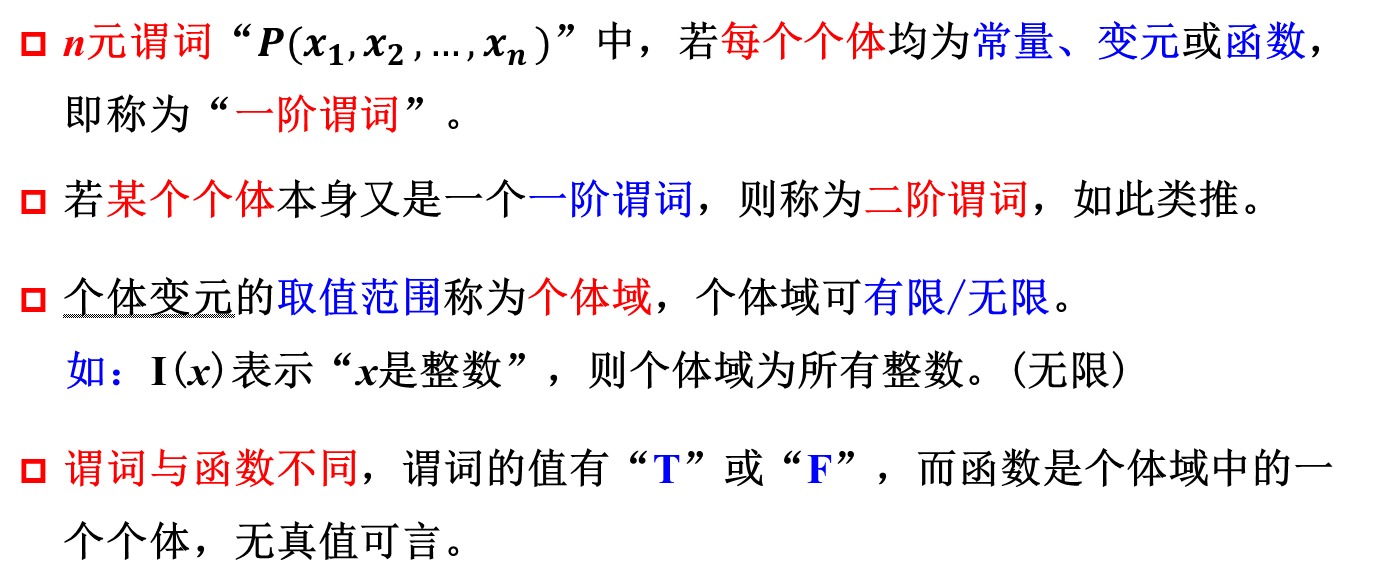 n元谓词“P(x₁,x₂,…,xₙ)”中，若每个个体均为常量、变元或函数，
即称为“一阶谓词”。
若某个个体本身又是一个一阶谓词，则称为二阶谓词，如此类推。
个体变元的取值范围称为个体域，个体域可有限/无限。
如：I(x)表示“x是整数”，则个体域为所有整数。(无限)
谓词与函数不同，谓词的值有“T”或“F”，而函数是个体域中的一
个个体，无真值可言。